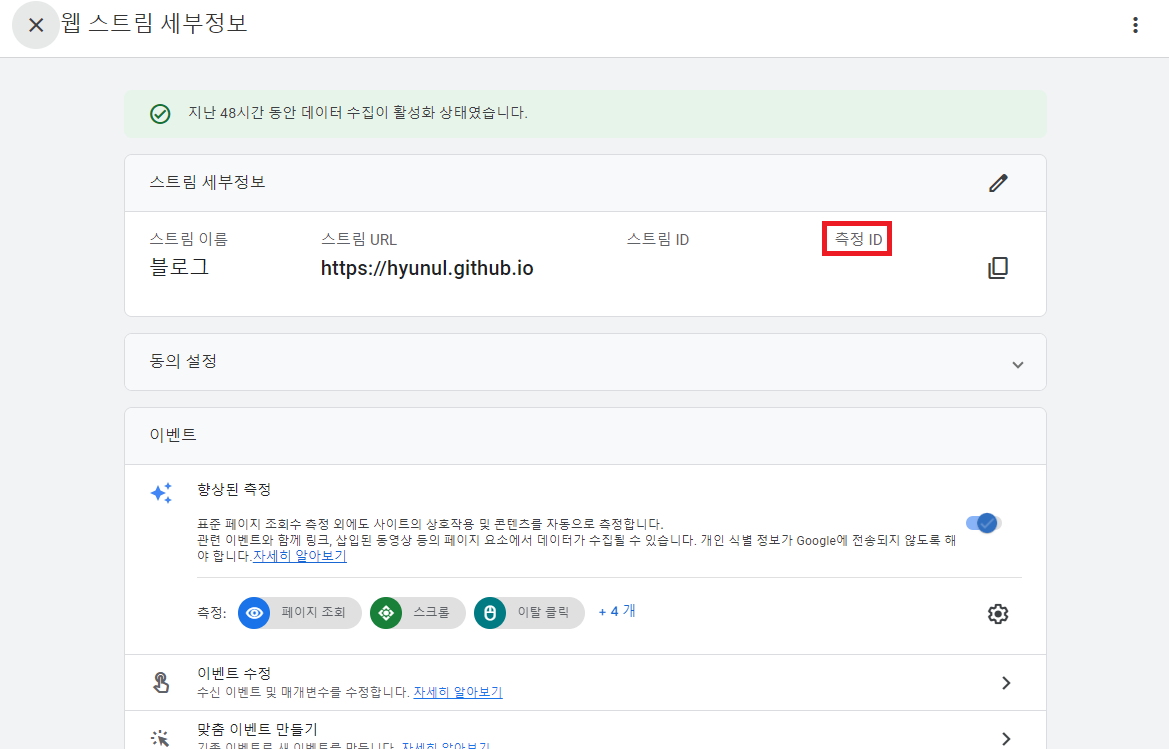 웹 스트림 세부정보
지난 48시간 동안 데이터 수집이 활성화 상태였습니다.
스트림 세부정보
스트림 이름
블로그
스트림 URL
https://hyunul.github.io
스트림 ID
측정 ID
동의 설정
이벤트
향상된 측정
표준 페이지 조회수 측정 외에도 사이트의 상호작용 및 콘텐츠를 자동으로 측정합니다.
관련 이벤트와 함께 링크, 삽입된 동영상 등의 페이지 요소에서 데이터가 수집될 수 있습니다. 개인 식별 정보가 Google에 전송되지 않도록 해
야 합니다.자세히 알아보기
측정: 페이지 조회 스크롤 이탈 클릭 + 4 개
이벤트 수정
수신 이벤트 및 매개변수를 수정합니다. 자세히 알아보기
맞춤 이벤트 만들기
기존 이벤트로 새 이벤트를 만듭니다. 자세히 알아보기